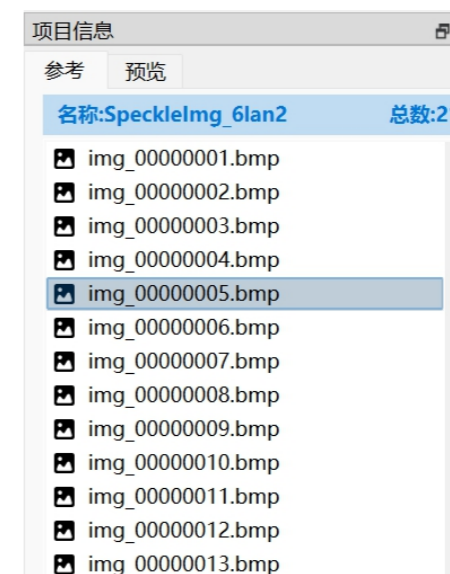 项目信息
参考 预览
名称:SpeckleImg_6lan2 总数:2
img_00000001.bmp
img_00000002.bmp
img_00000003.bmp
img_00000004.bmp
img_00000005.bmp
img_00000006.bmp
img_00000007.bmp
img_00000008.bmp
img_00000009.bmp
img_00000010.bmp
img_00000011.bmp
img_00000012.bmp
img_00000013.bmp